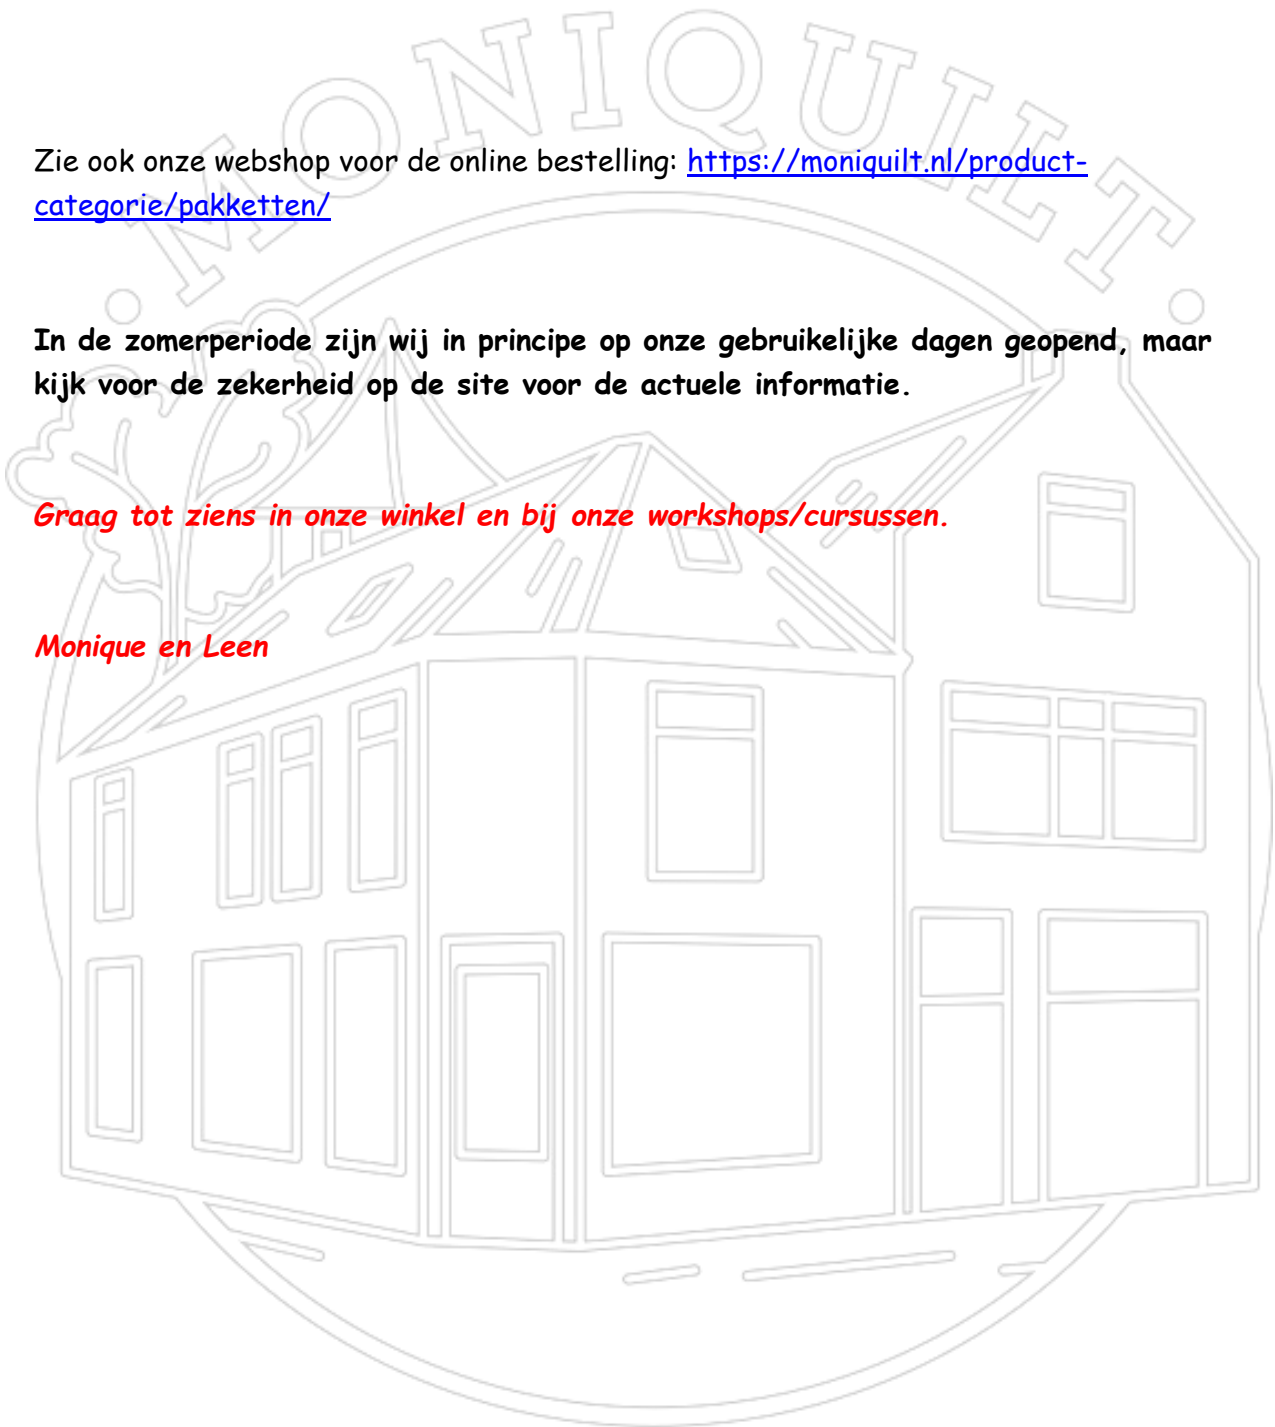 . MONIQUILT .
Zie ook onze webshop voor de online bestelling: https://moniquilt.nl/product-
categorie/pakketten/
In de zomerperiode zijn wij in principe op onze gebruikelijke dagen geopend, maar
kijk voor de zekerheid op de site voor de actuele informatie.
Graag tot ziens in onze winkel en bij onze workshops/cursussen.
Monique en Leen